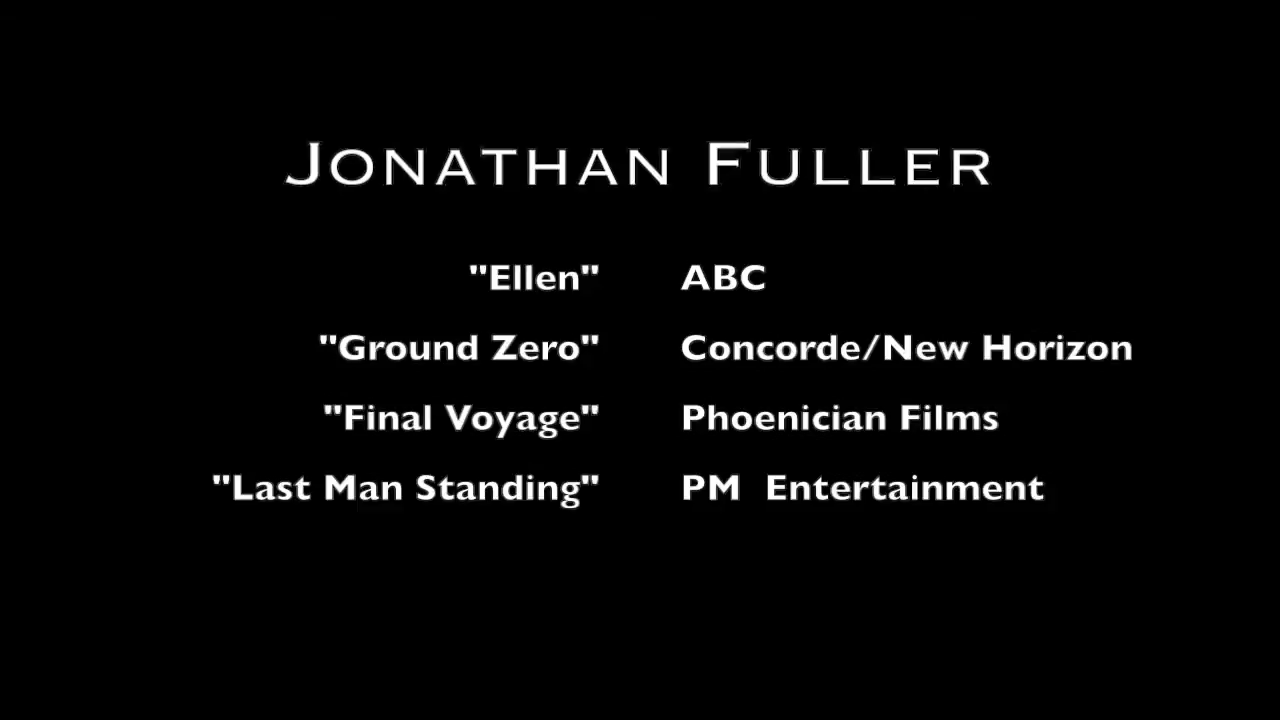 Jonathan Fuller
"Ellen" ABC
"Ground Zero" Concorde/New Horizon
"Final Voyage" Phoenician Films
"Last Man Standing" PM  Entertainment